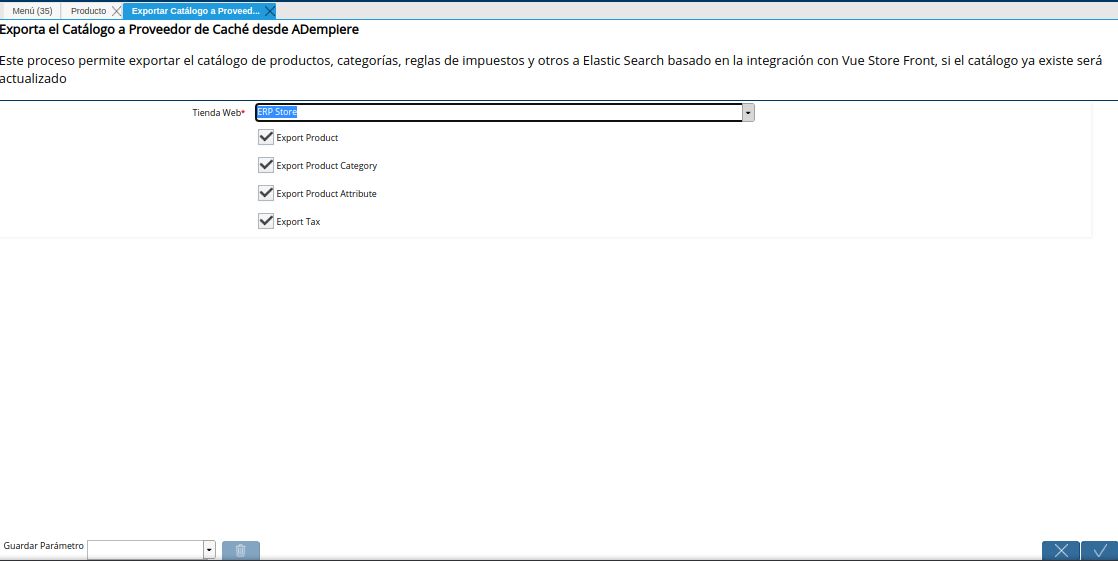 Menú (35) Producto Exportar Catálogo a Proveed...
Exporta el Catálogo a Proveedor de Caché desde ADempiere
Este proceso permite exportar el catálogo de productos, categorías, reglas de impuestos y otros a Elastic Search basado en la integración con Vue Store Front, si el catálogo ya existe será
actualizado
Tienda Web* ERP Store
Export Product
Export Product Category
Export Product Attribute
Export Tax
Guardar Parámetro